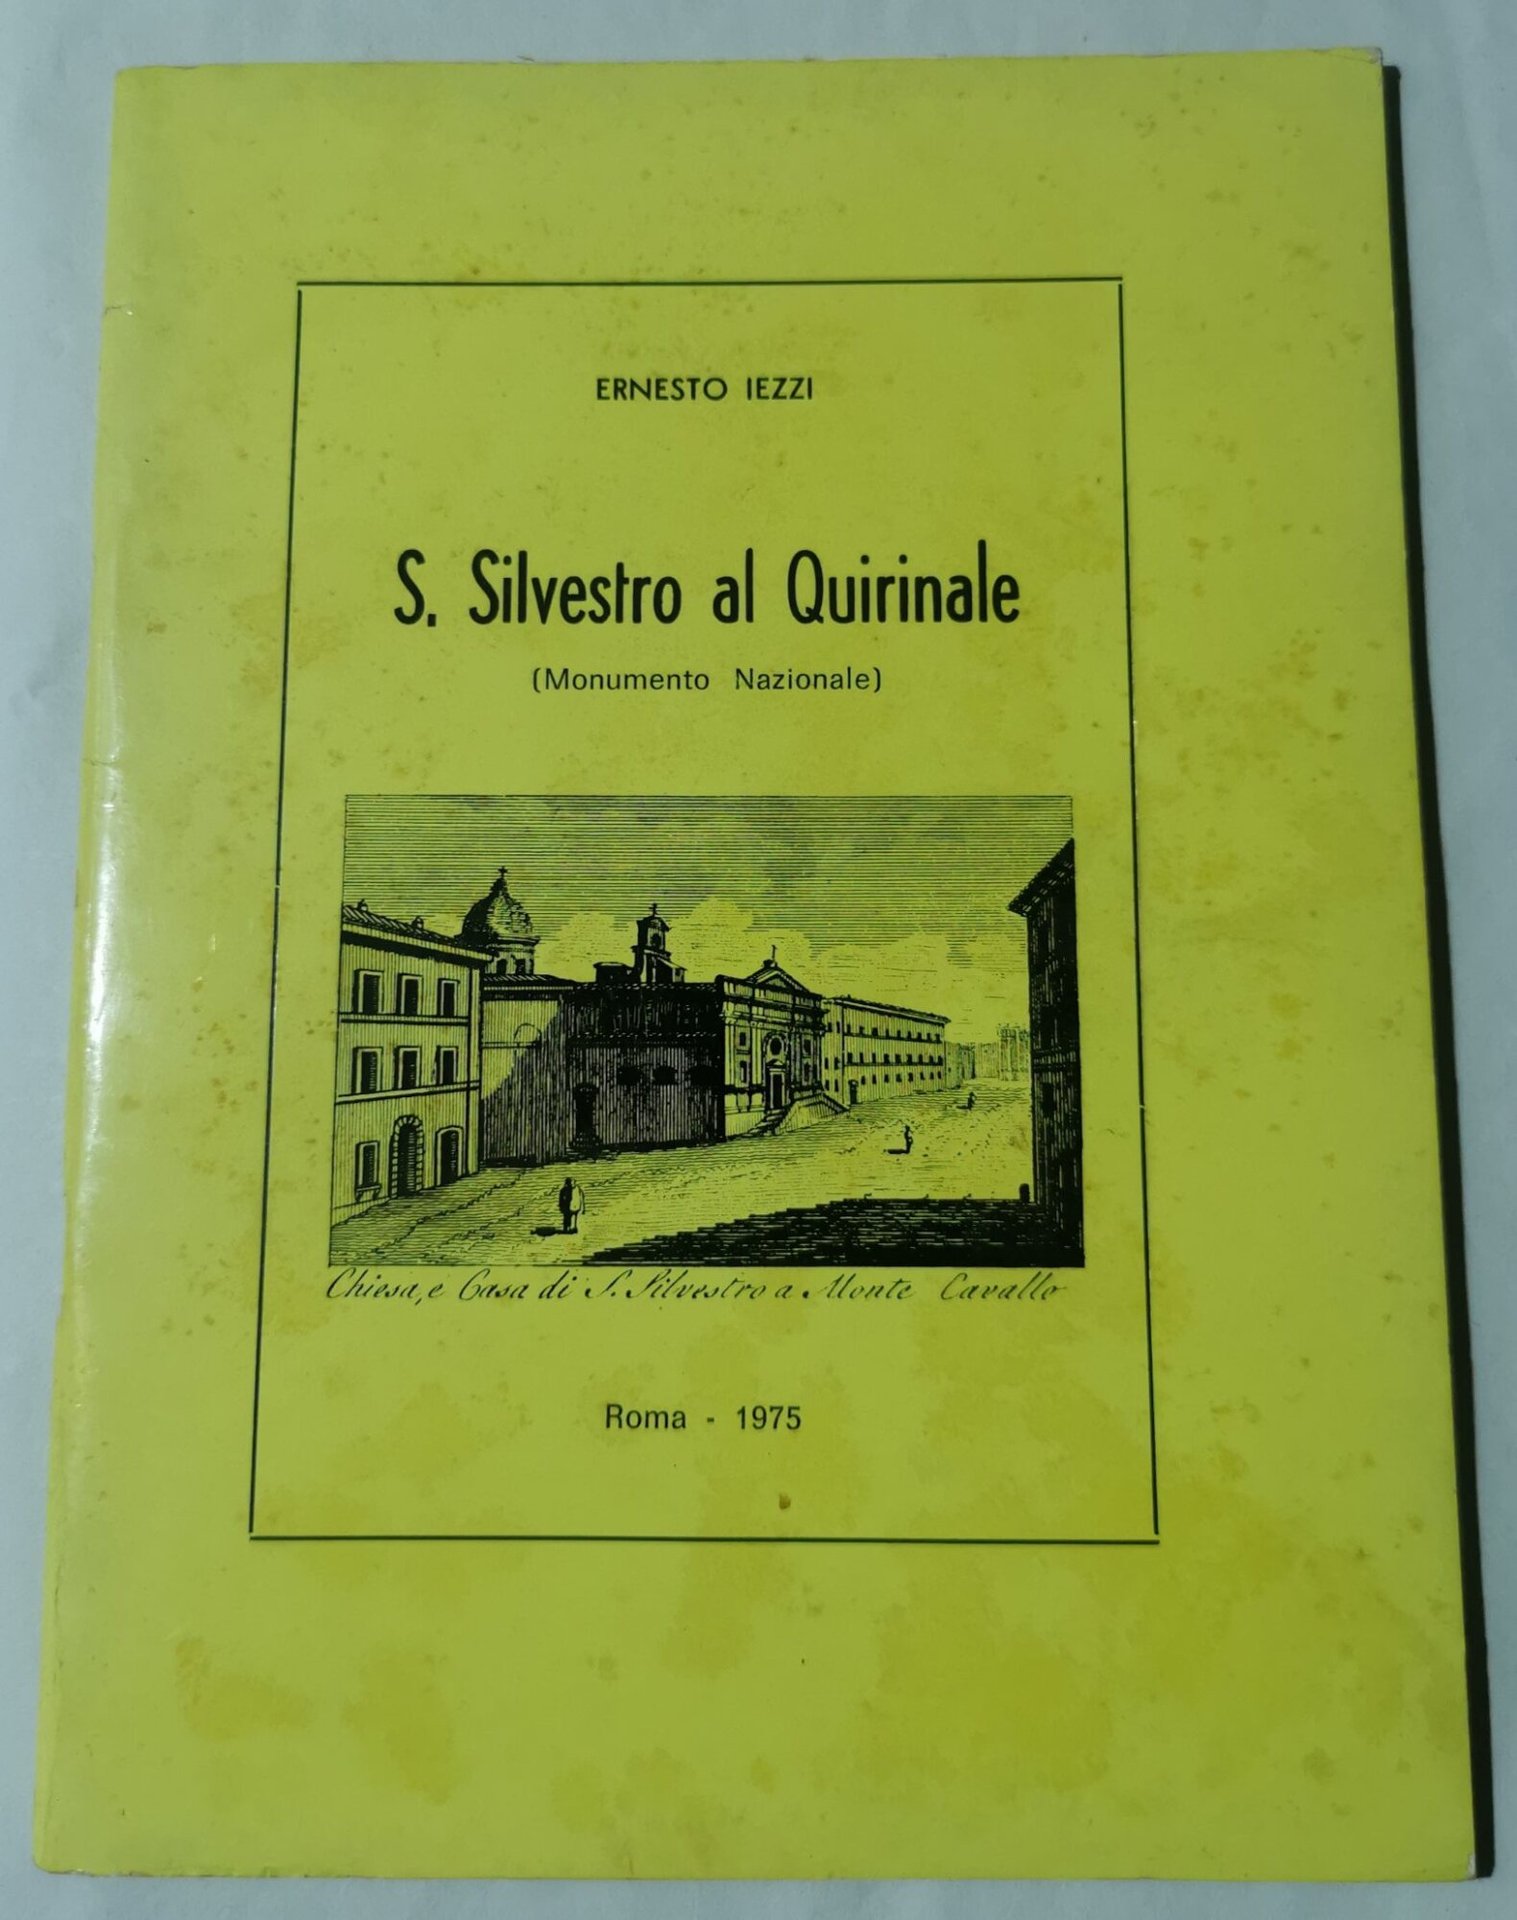 ERNESTO IEZZI
S. Silvestro al Quirinale
(Monumento Nazionale)
Chiesa, e Casa di S. Silvestro a Monte Cavallo
Roma - 1975